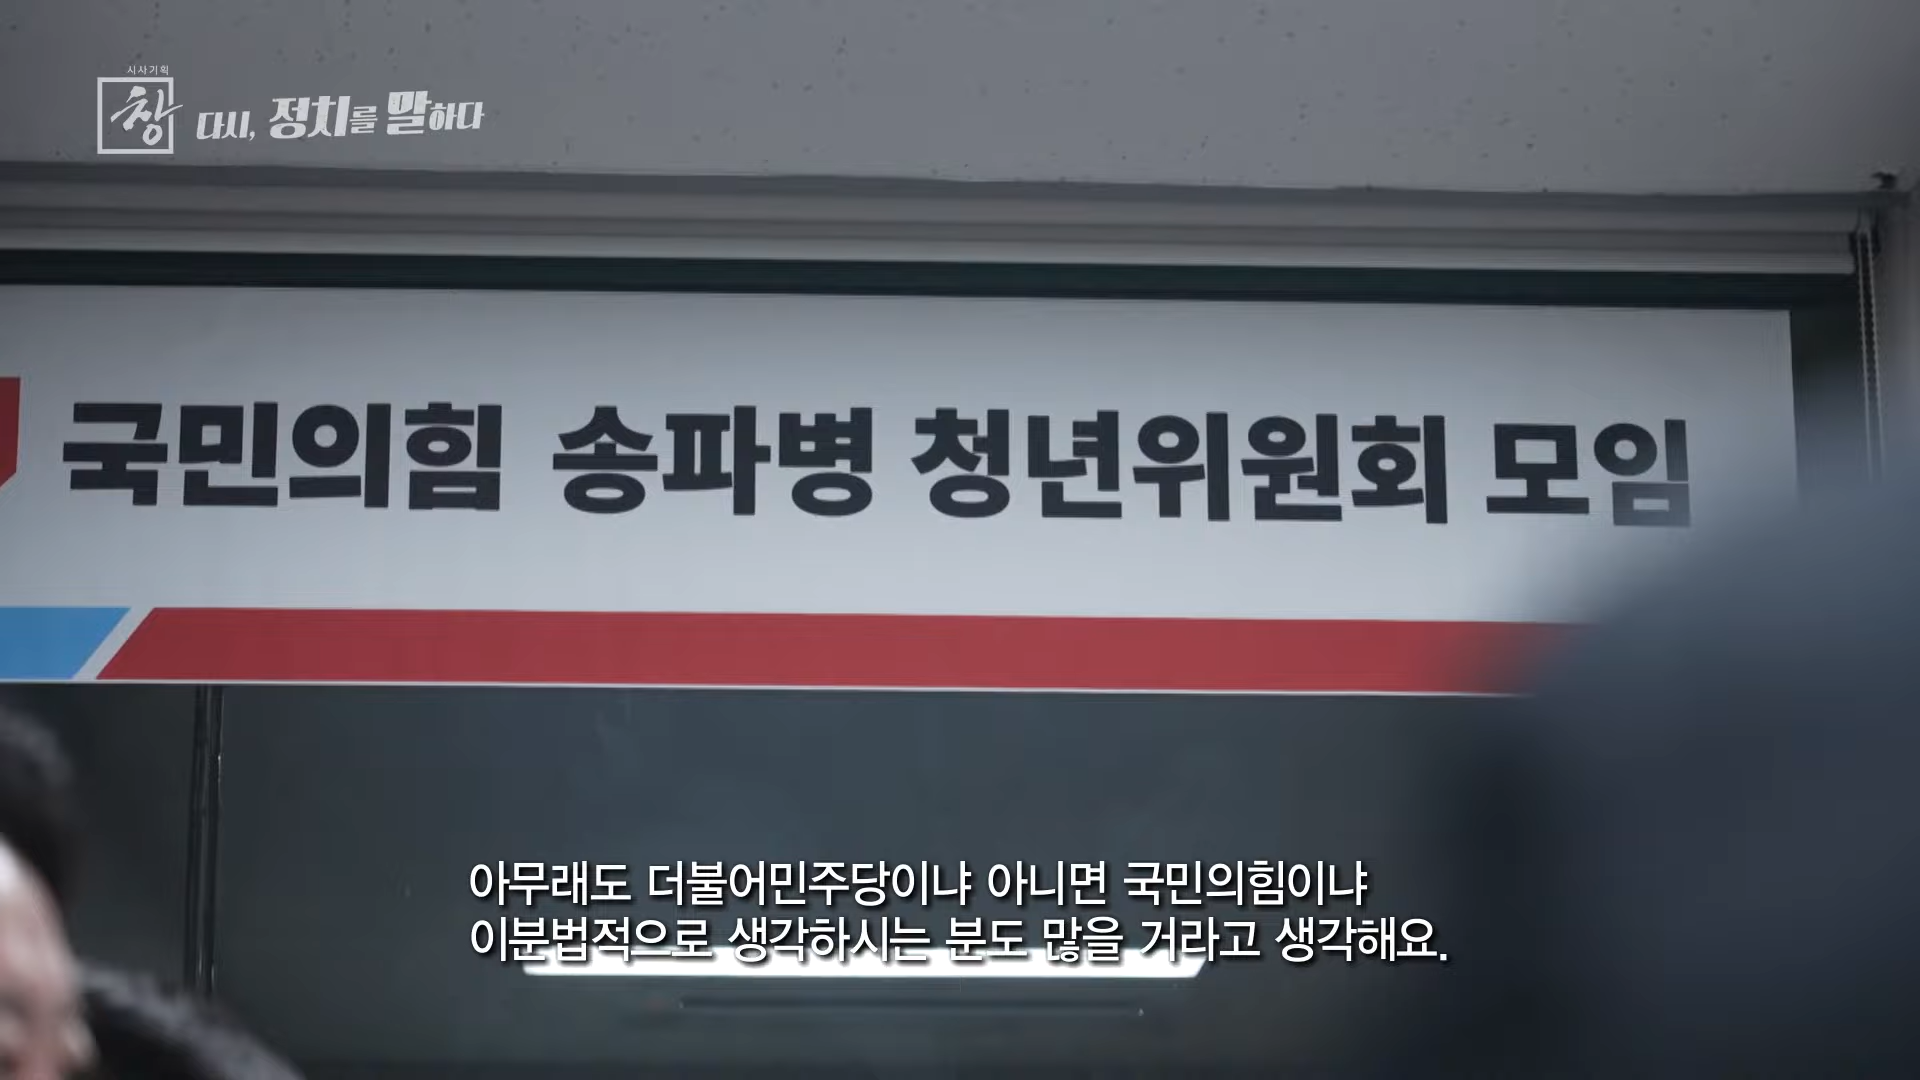 시사기획
창 다시, 정치를 말하다
국민의힘 송파병 청년위원회 모임
아무래도 더불어민주당이냐 아니면 국민의힘이냐
이분법적으로 생각하시는 분도 많을 거라고 생각해요.